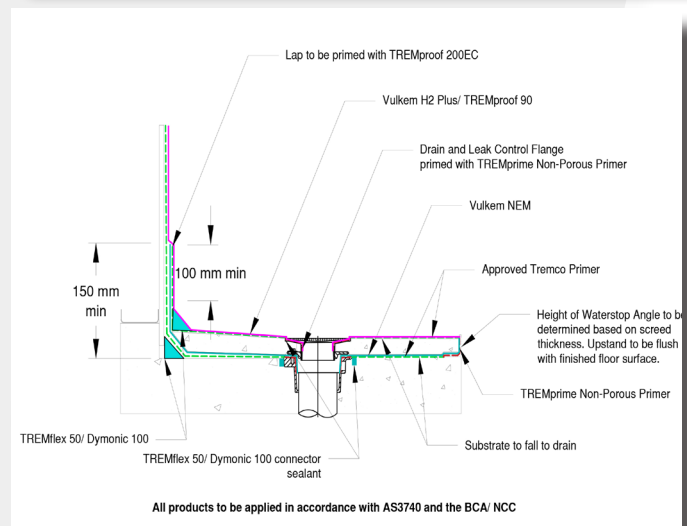 Lap to be primed with TREMproof 200EC
Vulkem H2 Plus/ TREMproof 90
Drain and Leak Control Flange
primed with TREMprime Non-Porous Primer
Vulkem NEM
Approved Tremco Primer
100 mm min
150 mm
min
Height of Waterstop Angle to be
determined based on screed
thickness. Upstand to be flush
with finished floor surface.
TREMprime Non-Porous Primer
TREMflex 50/ Dymonic 100
Substrate to fall to drain
TREMflex 50/ Dymonic 100 connector
sealant
All products to be applied in accordance with AS3740 and the BCA/ NCC